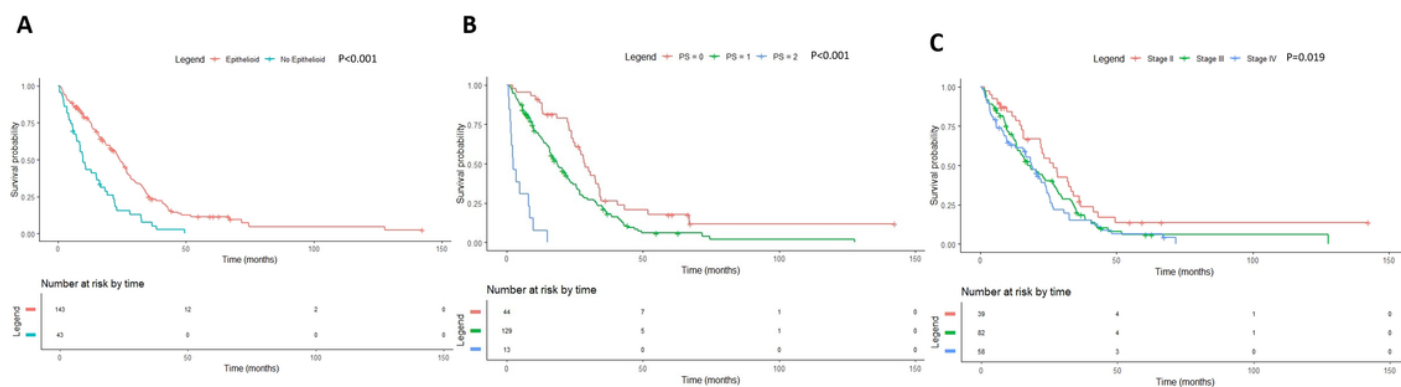 A
Legend Epithelioid No Epithelioid P<0.001
Survival probability
1.00
0.75
0.50
0.25
0.00
0 50 100 150
Time (months)
Number at risk by time
Legend
143 12 2 0
43 0 0 0
0 50 100 150
Time (months)
B
Legend PS = 0 PS = 1 PS = 2 P<0.001
Survival probability
1.00
0.75
0.50
0.25
0.00
0 50 100 150
Time (months)
Number at risk by time
Legend
44 7 1 0
129 5 1 0
13 0 0 0
0 50 100 150
Time (months)
C
Legend Stage II Stage III Stage IV P=0.019
Survival probability
1.00
0.75
0.50
0.25
0.00
0 50 100 150
Time (months)
Number at risk by time
Legend
39 4 1 0
82 4 1 0
58 3 0 0
0 50 100 150
Time (months)